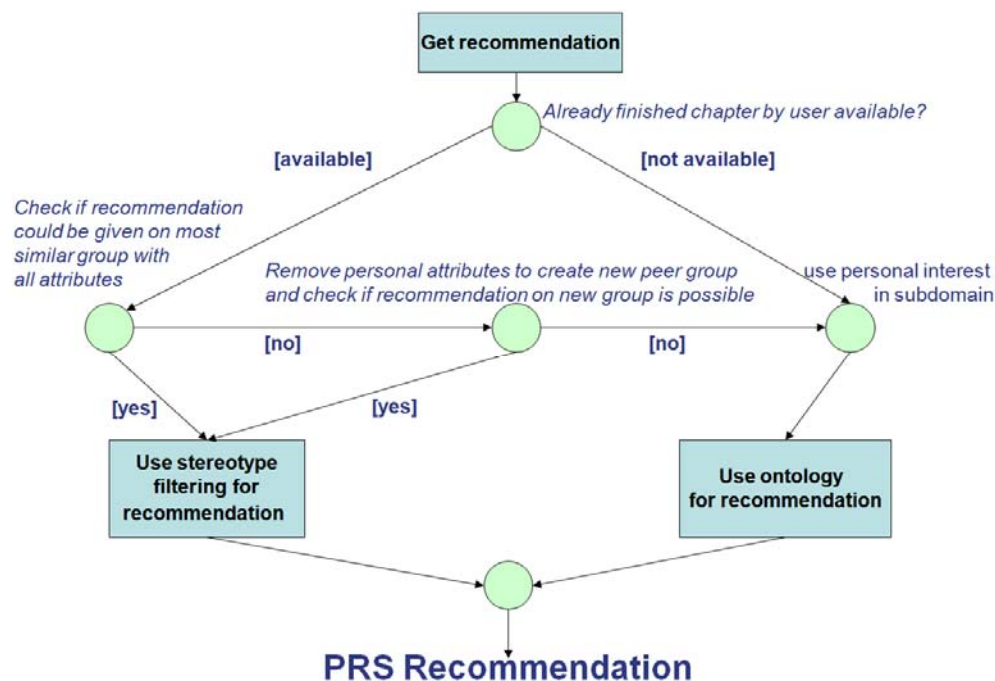 Get recommendation
Already finished chapter by user available?
[available]
[not available]
Check if recommendation
could be given on most
similar group with
all attributes
Remove personal attributes to create new peer group
and check if recommendation on new group is possible
use personal interest
in subdomain
[no]
[no]
[yes]
[yes]
Use stereotype
filtering for
recommendation
Use ontology
for recommendation
PRS Recommendation